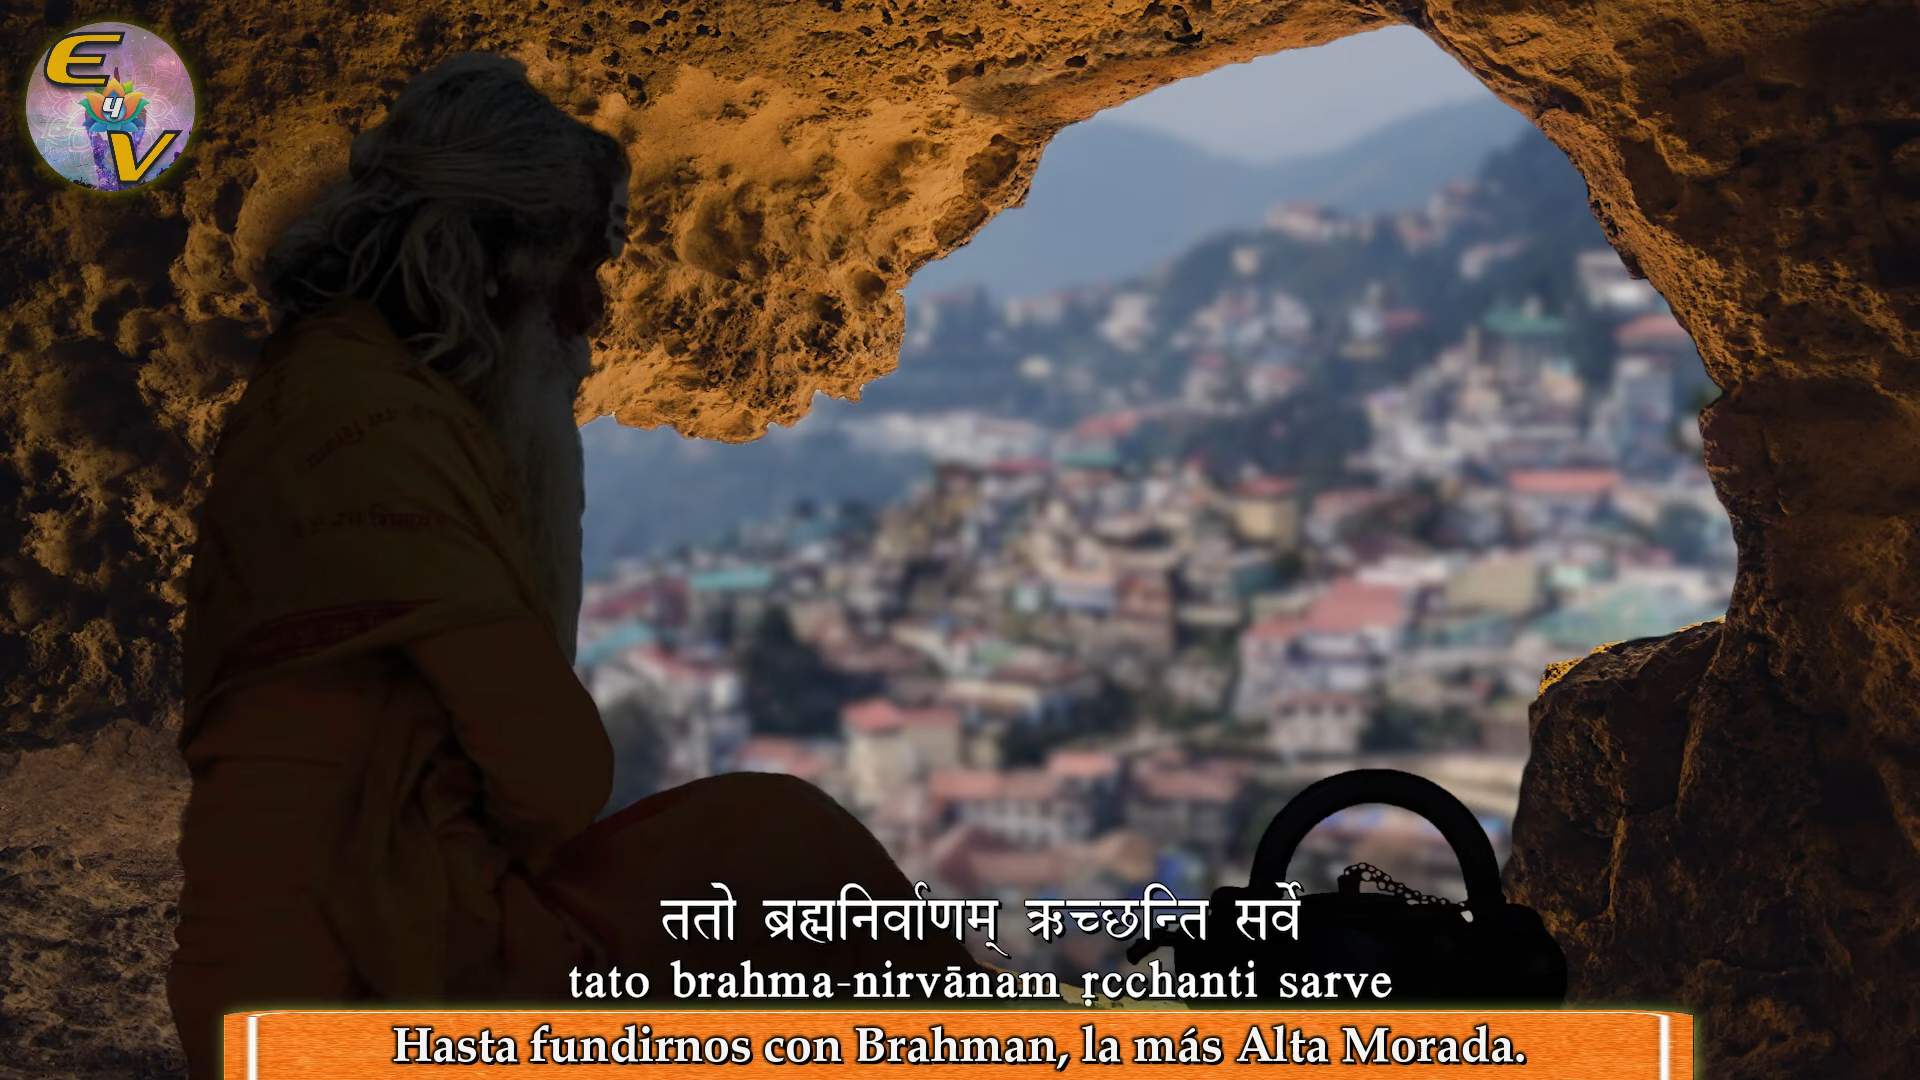 E
y
V
ततो ब्रह्मनिर्वाणम् ऋच्छन्ति सर्वे
tato brahma-nirvānam ṛcchanti sarve
Hasta fundirnos con Brahman, la más Alta Morada.